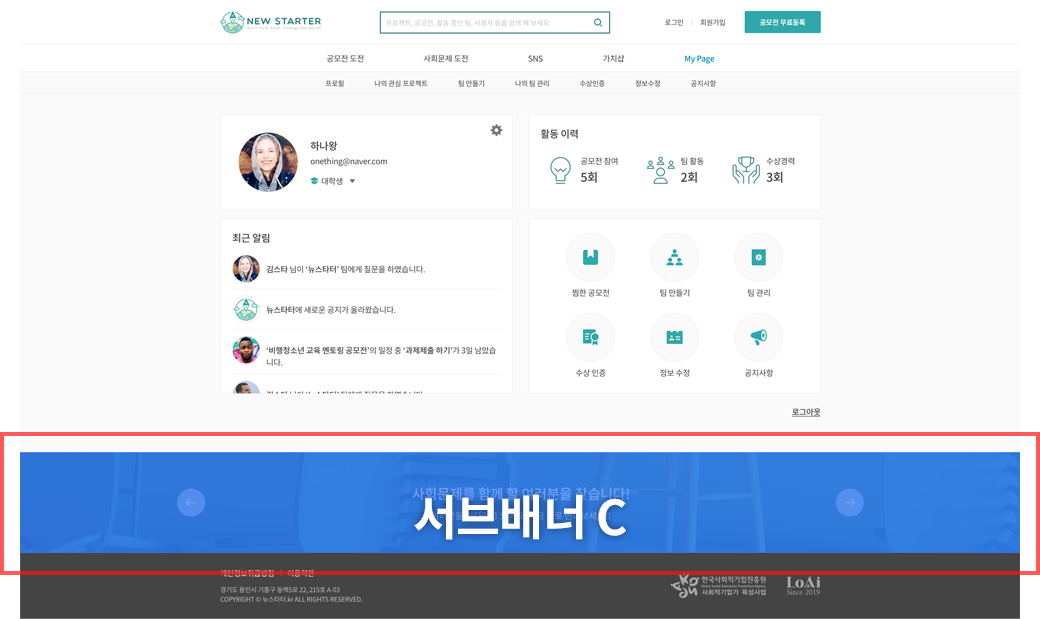 NEW STARTER
Don't hold back, Change the world!
프로젝트, 공모전, 활동 중인 팀, 사용자 등을 검색 해 보세요.
로그인 | 회원가입
공모전 무료등록
공모전 도전 사회문제 도전 SNS 가치샵 My Page
프로필 나의 관심 프로젝트 팀 만들기 나의 팀 관리 수상인증 정보수정 공지사항
하나왕
onething@naver.com
대학생
활동 이력
공모전 참여
5회
팀 활동
2회
수상경력
3회
최근 알림
김스타 님이 '뉴스타터' 팀에게 질문을 하였습니다.
뉴스타터에 새로운 공지가 올라왔습니다.
'비행청소년 교육 멘토링 공모전'의 일정 중 '과제제출 하기'가 3일 남았습
니다.
찜한 공모전 팀 만들기 팀 관리
수상 인증 정보 수정 공지사항
로그아웃
사회문제를 함께 할 여러분을 찾습니다!
서브배너 C
개인정보취급방침 | 이용약관
경기도 용인시 기흥구 동백5로 22, 215호 A-03
COPYRIGHT © 뉴스타터.kr ALL RIGHTS RESERVED.
한국사회적기업진흥원
Korea Social Enterprise Promotion Agency
사회적기업가 육성사업
LoAi
Since 2019